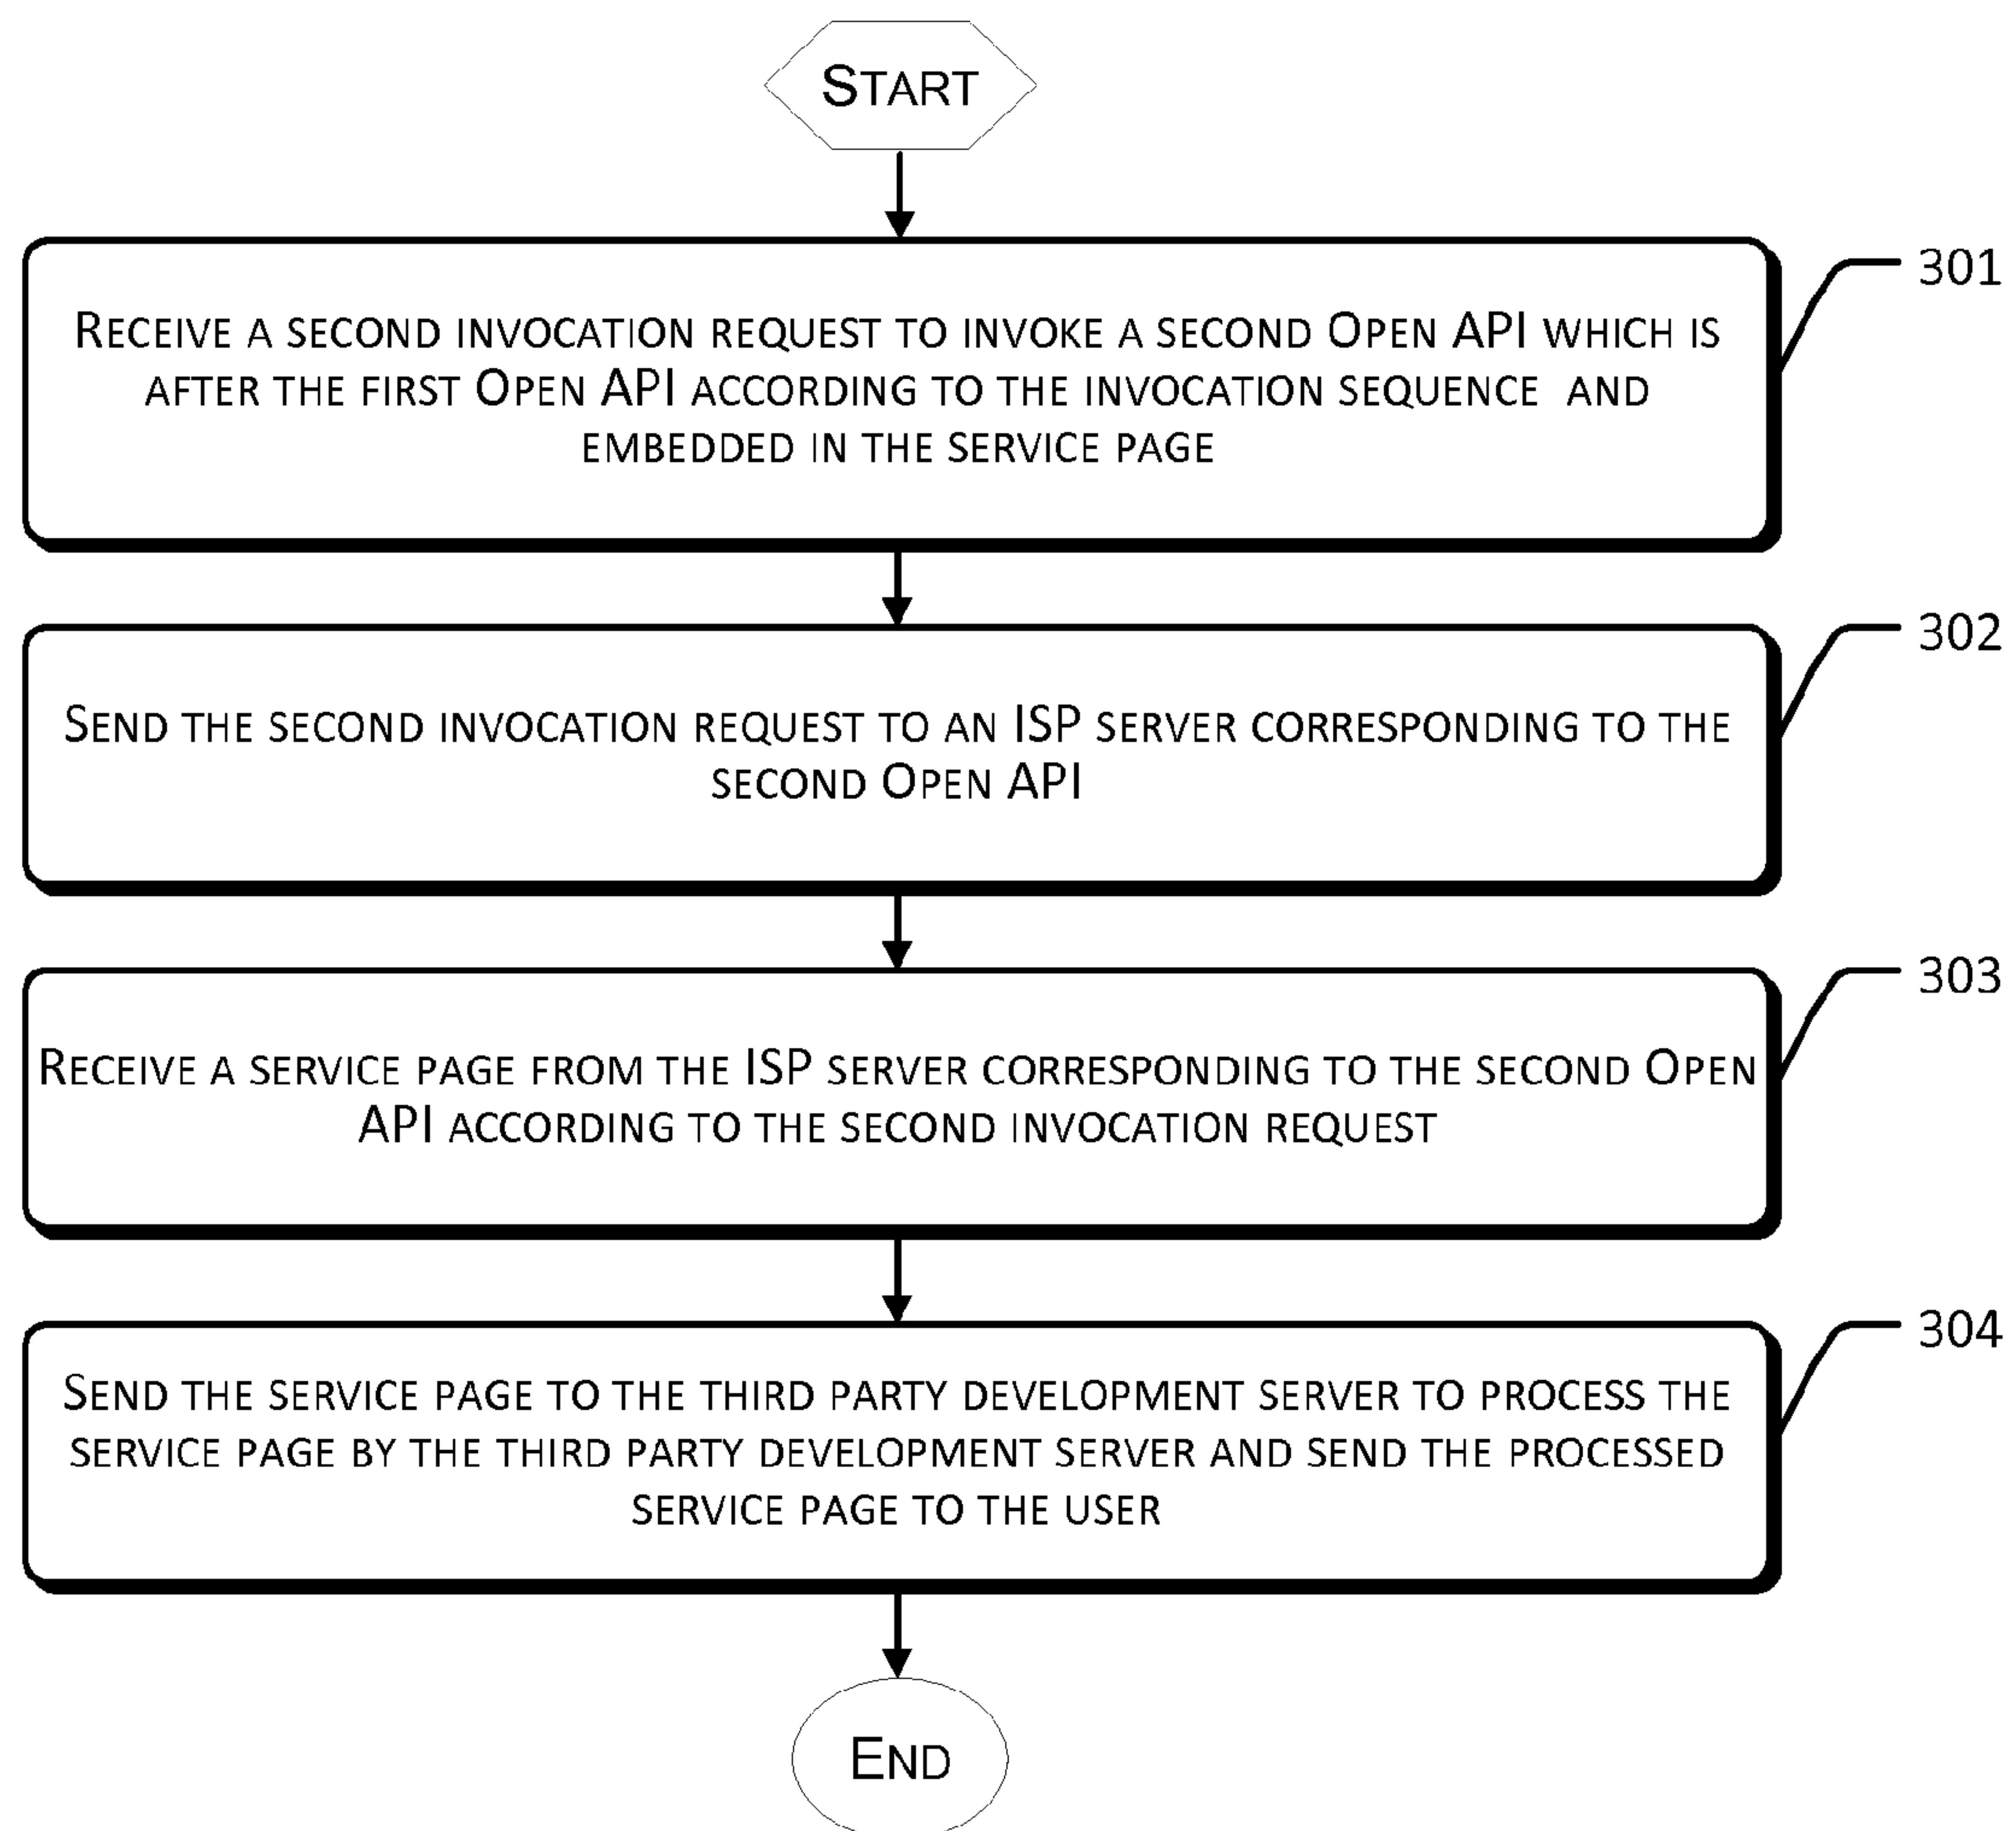 START
301
RECEIVE A SECOND INVOCATION REQUEST TO INVOKE A SECOND OPEN API WHICH IS
AFTER THE FIRST OPEN API ACCORDING TO THE INVOCATION SEQUENCE AND
EMBEDDED IN THE SERVICE PAGE
302
SEND THE SECOND INVOCATION REQUEST TO AN ISP SERVER CORRESPONDING TO THE
SECOND OPEN API
303
RECEIVE A SERVICE PAGE FROM THE ISP SERVER CORRESPONDING TO THE SECOND OPEN
API ACCORDING TO THE SECOND INVOCATION REQUEST
304
SEND THE SERVICE PAGE TO THE THIRD PARTY DEVELOPMENT SERVER TO PROCESS THE
SERVICE PAGE BY THE THIRD PARTY DEVELOPMENT SERVER AND SEND THE PROCESSED
SERVICE PAGE TO THE USER
END